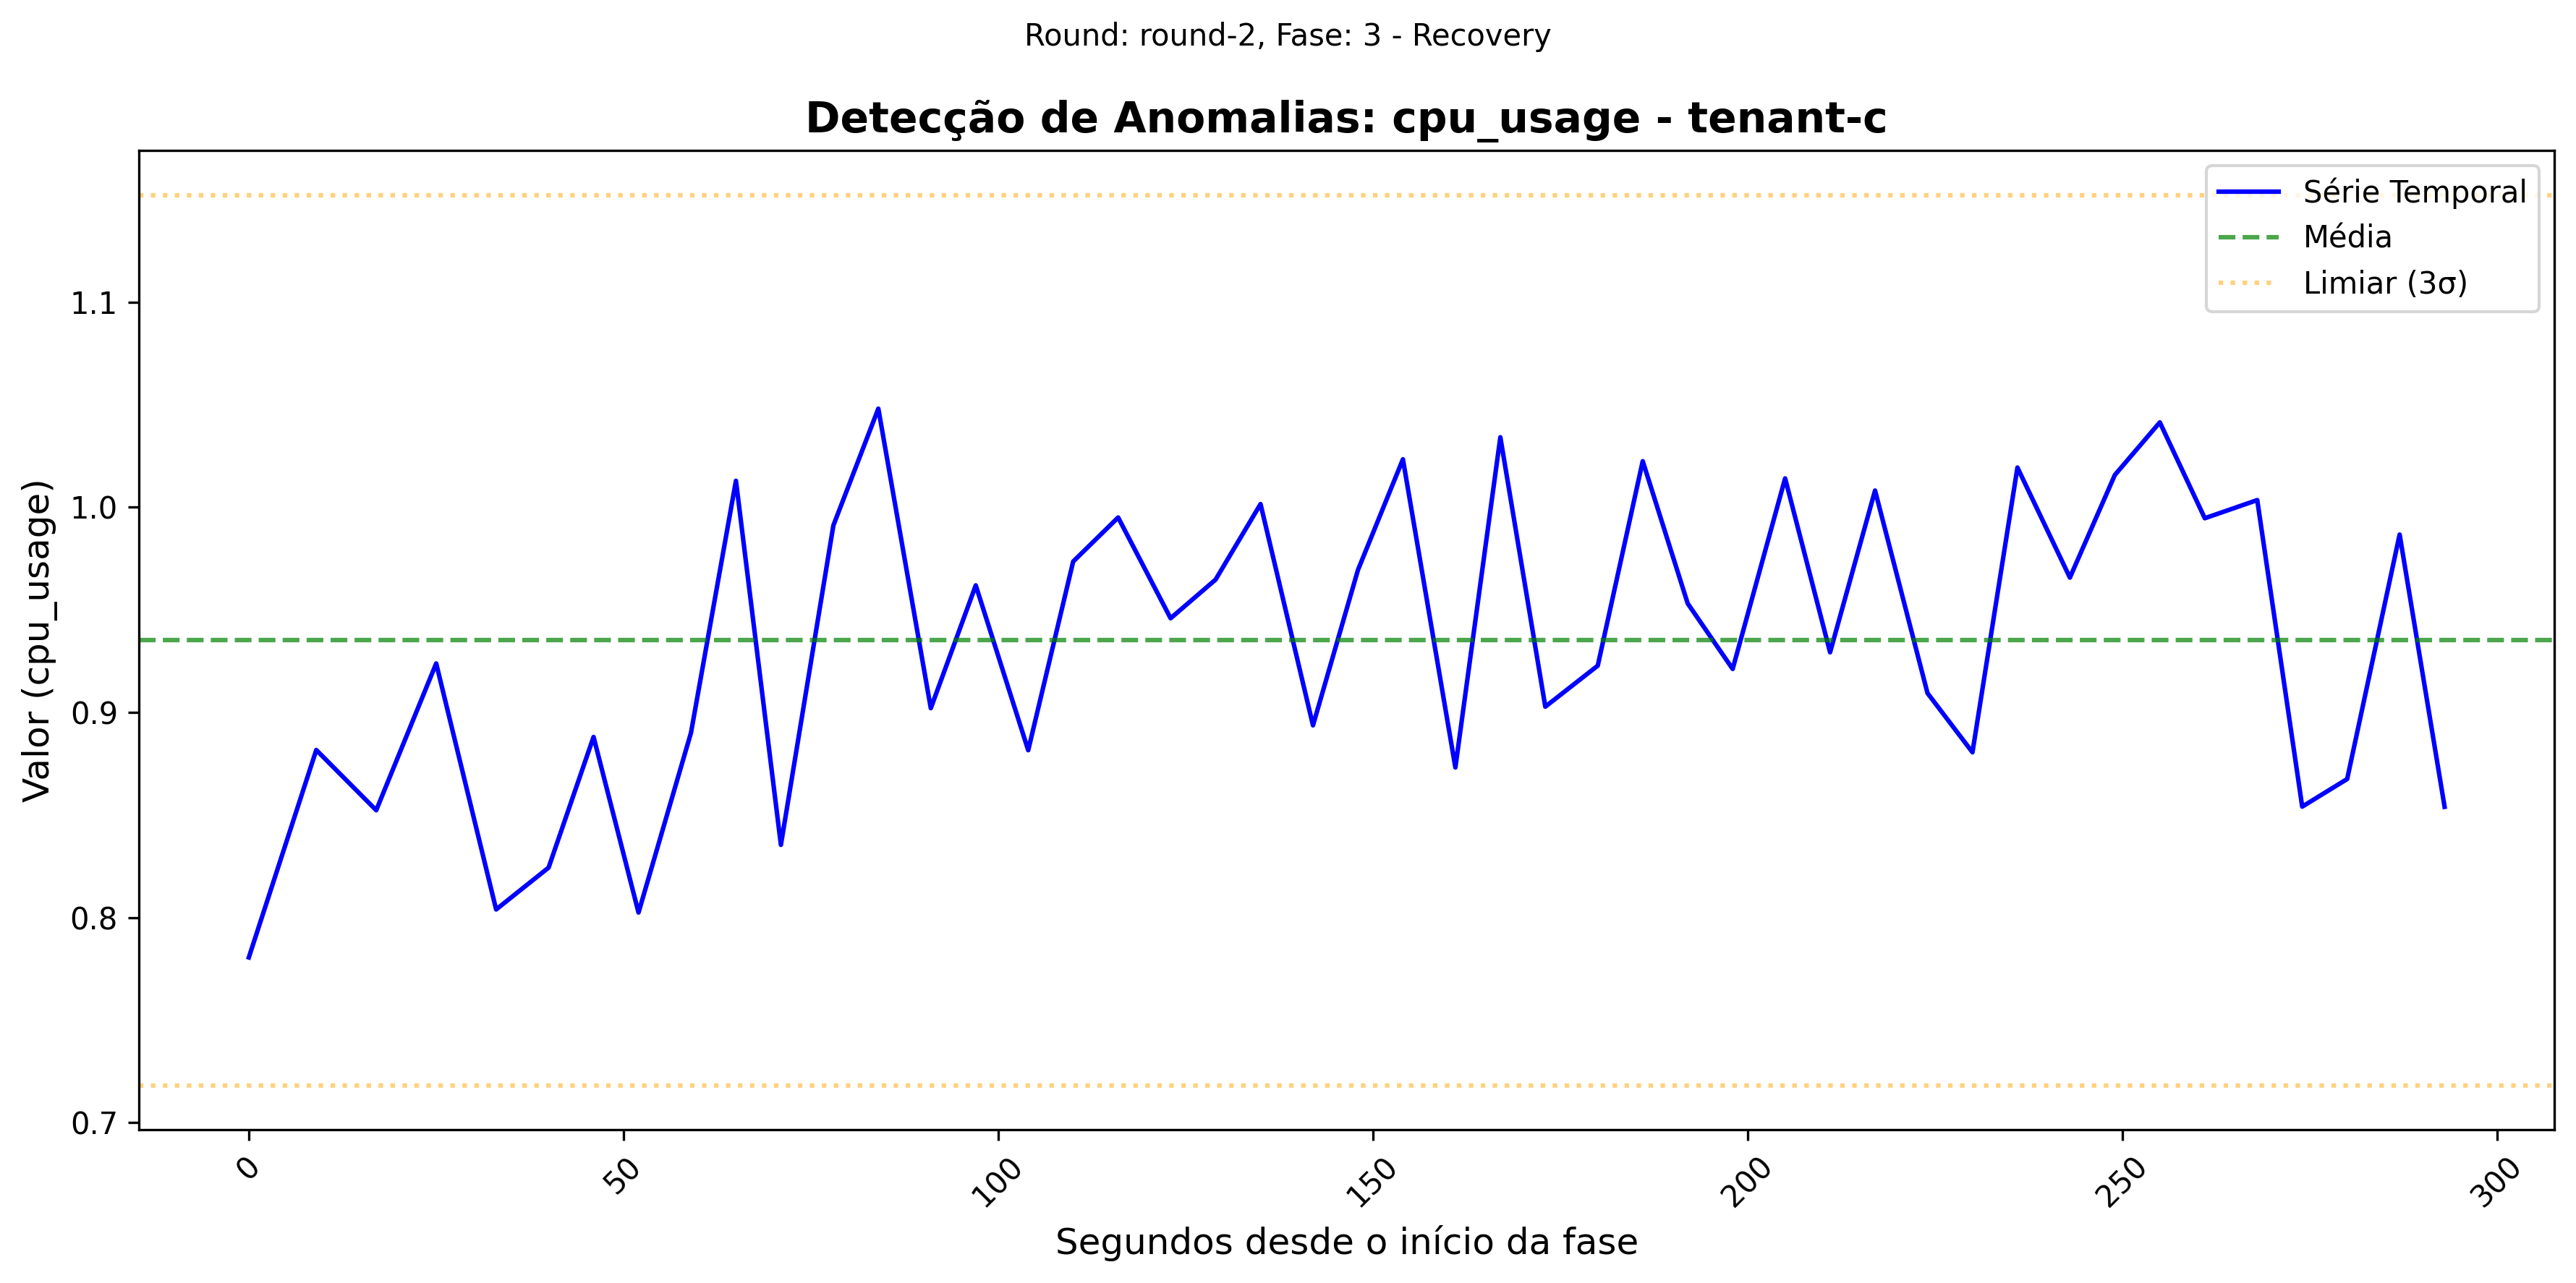 Round: round-2, Fase: 3 - Recovery
Detecção de Anomalias: cpu_usage - tenant-c
Série Temporal
Média
Limiar (3σ)
Valor (cpu_usage)
1.1
1.0
0.9
0.8
0.7
0
50
100
150
200
250
300
Segundos desde o início da fase